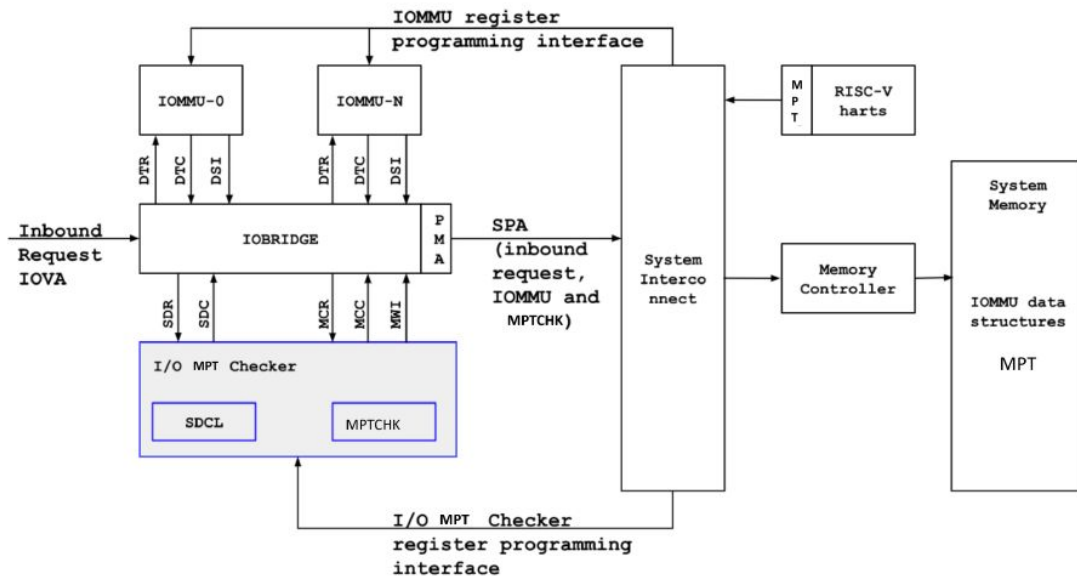 IOMMU register
programming interface
IOMMU-0
IOMMU-N
MPT
RISC-V
harts
DTR
DTC
DSI
DTR
DTC
DSI
System
Memory
Inbound
Request
IOVA
IOBRIDGE
PMA
SPA
(inbound
request,
IOMMU and
MPTCHK)
System
Interco
nnect
Memory
Controller
IOMMU data
structures
MPT
SDR
SDC
MCR
MCC
MWI
I/O MPT Checker
SDCL
MPTCHK
I/O MPT Checker
register programming
interface